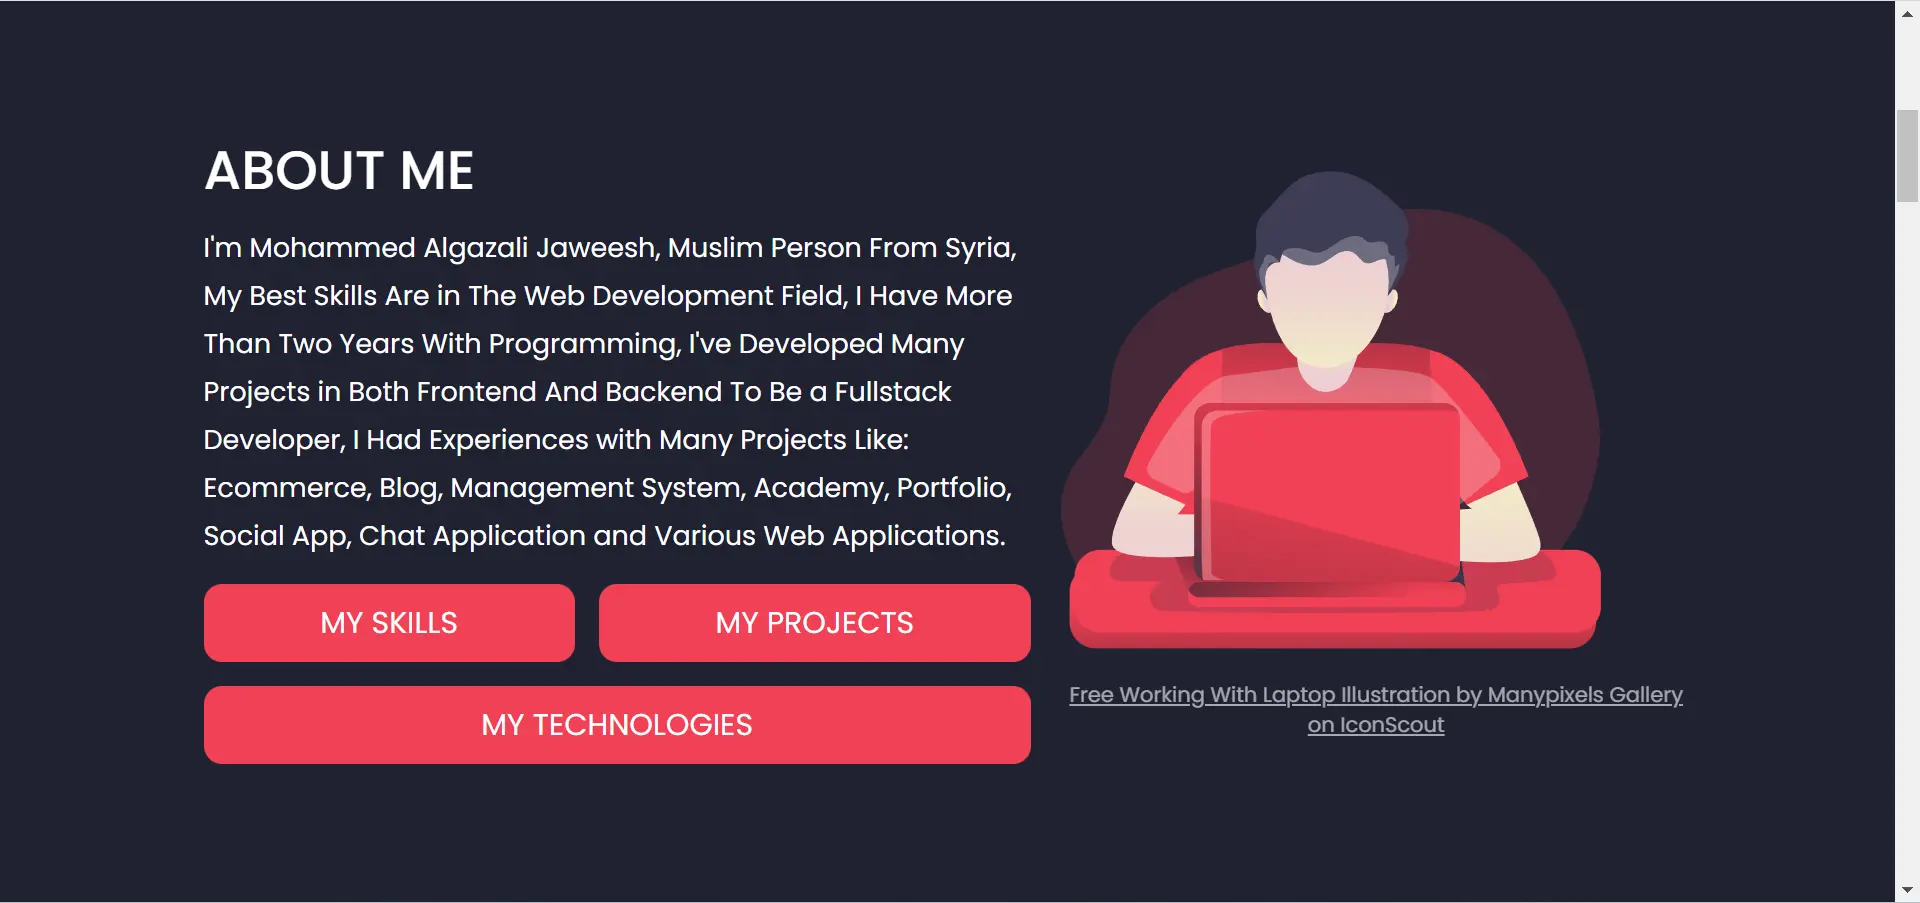 ABOUT ME
I'm Mohammed Algazali Jaweesh, Muslim Person From Syria,
My Best Skills Are in The Web Development Field, I Have More
Than Two Years With Programming, I've Developed Many
Projects in Both Frontend And Backend To Be a Fullstack
Developer, I Had Experiences with Many Projects Like:
Ecommerce, Blog, Management System, Academy, Portfolio,
Social App, Chat Application and Various Web Applications.
MY SKILLS
MY PROJECTS
MY TECHNOLOGIES
Free Working With Laptop Illustration by Manypixels Gallery
on IconScout